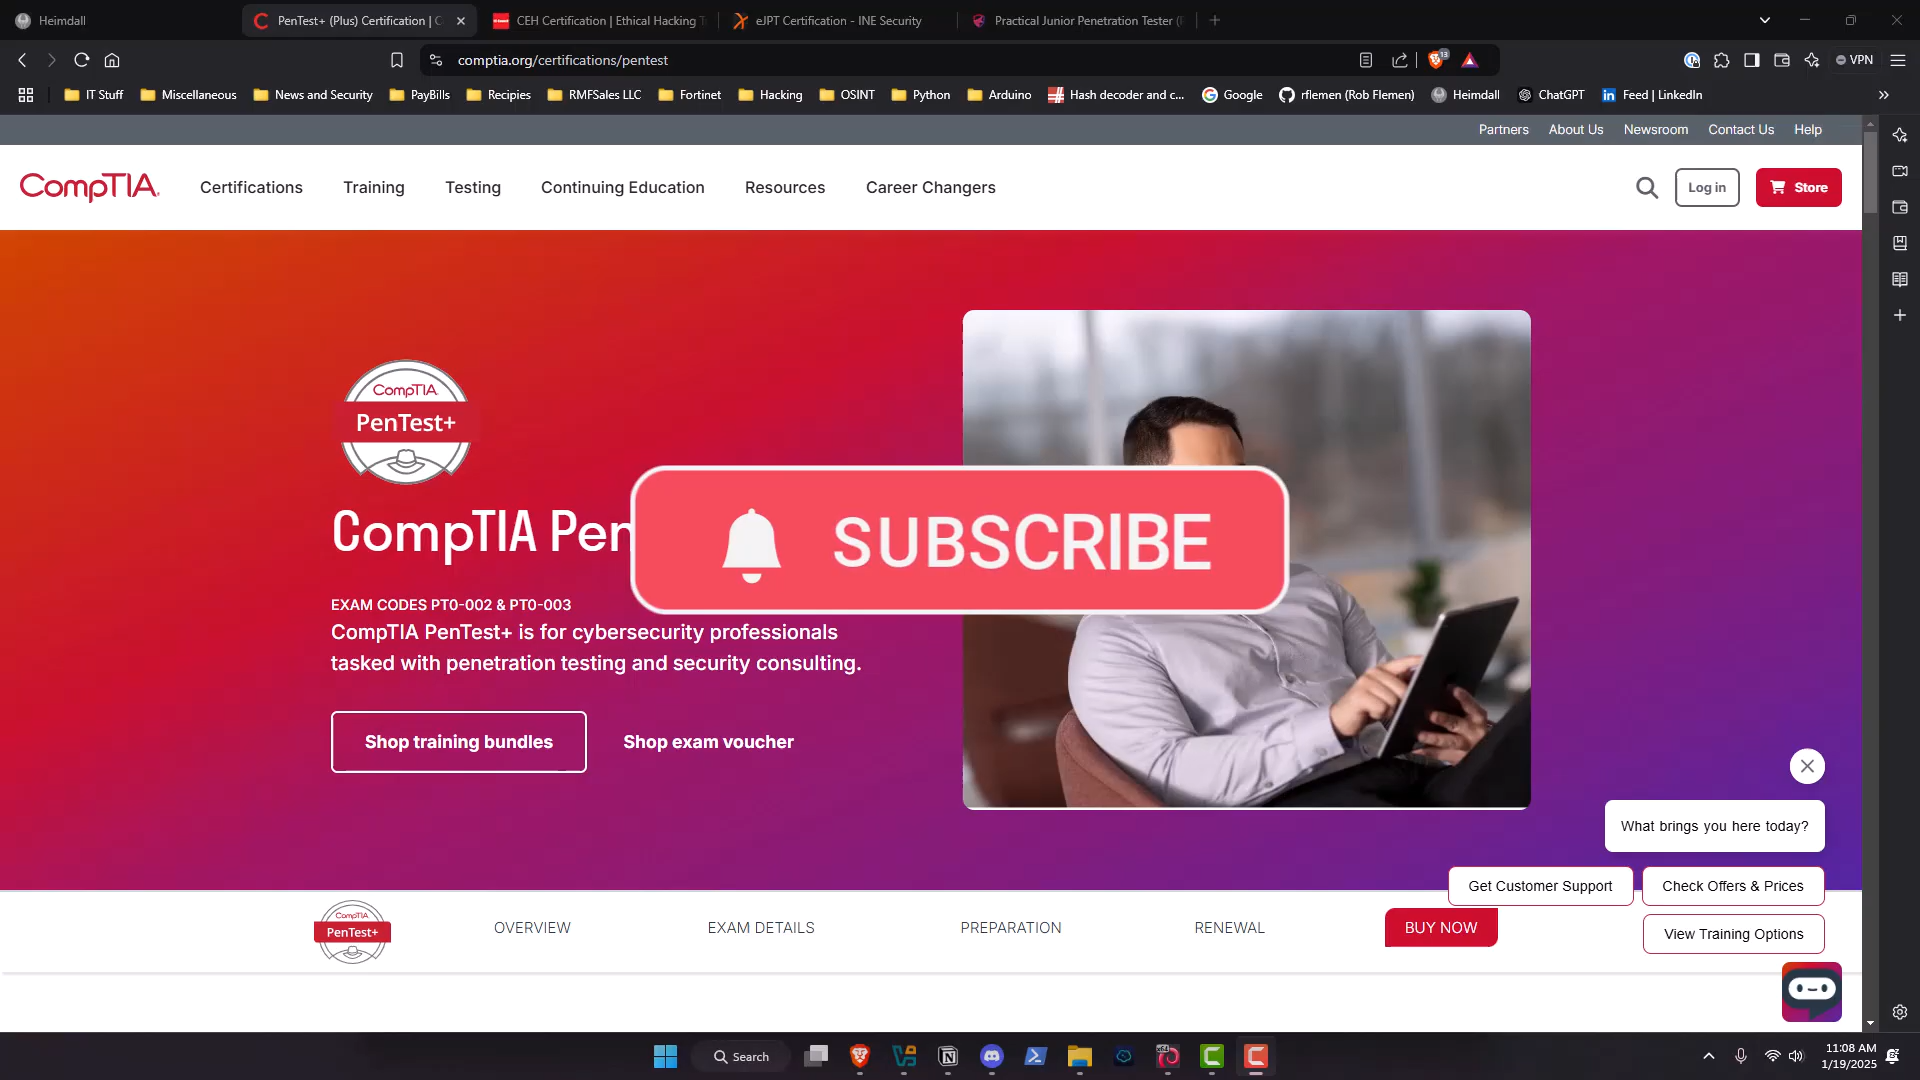 Heimdall
PenTest+ (Plus) Certification | C
CEH Certification | Ethical Hacking T
eJPT Certification - INE Security
Practical Junior Penetration Tester (P
comptia.org/certifications/pentest
13
VPN
IT Stuff
Miscellaneous
News and Security
PayBills
Recipies
RMFSales LLC
Fortinet
Hacking
OSINT
Python
Arduino
Hash decoder and c...
Google
rflemen (Rob Flemen)
Heimdall
ChatGPT
Feed | LinkedIn
Partners
About Us
Newsroom
Contact Us
Help
CompTIA.
Certifications
Training
Testing
Continuing Education
Resources
Career Changers
Log in
Store
CompTIA.
PenTest+
CompTIA Pen
SUBSCRIBE
EXAM CODES PT0-002 & PT0-003
CompTIA PenTest+ is for cybersecurity professionals
tasked with penetration testing and security consulting.
Shop training bundles
Shop exam voucher
What brings you here today?
Get Customer Support
Check Offers & Prices
View Training Options
CompTIA.
PenTest+
OVERVIEW
EXAM DETAILS
PREPARATION
RENEWAL
BUY NOW
Search
11:08 AM
1/19/2025